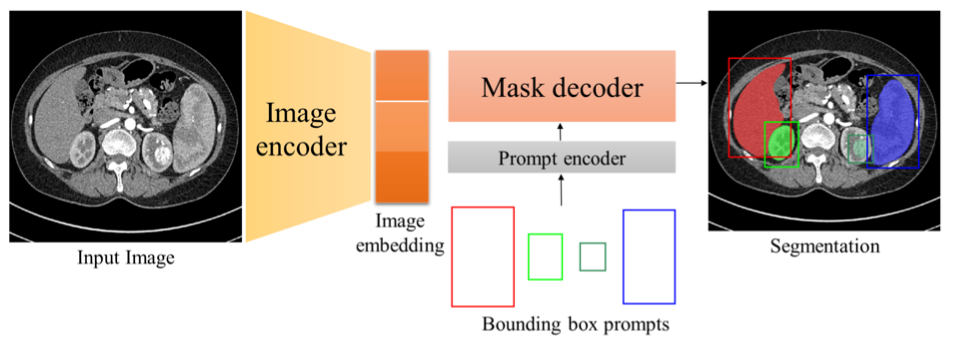 Input Image
Image
encoder
Image
embedding
Mask decoder
Prompt encoder
Bounding box prompts
Segmentation